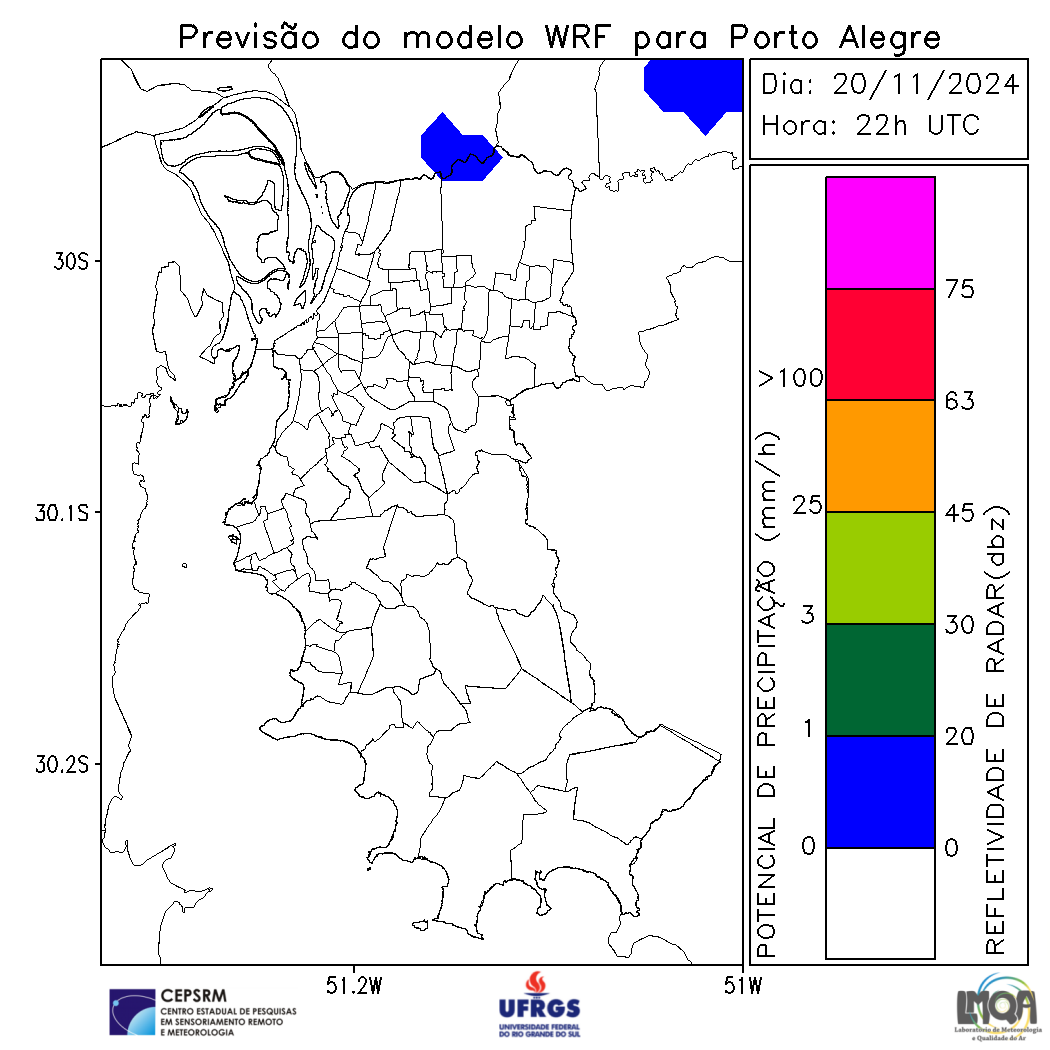 Previsão do modelo WRF para Porto Alegre
Dia: 20/11/2024
Hora: 22h UTC
30S
30.1S
30.2S
51.2W
51W
POTENCIAL DE PRECIPITAÇÃO (mm/h)
>100
25
3
1
0
75
63
45
30
20
0
REFLETIVIDADE DE RADAR(dbz)
CEPSRM
CENTRO ESTADUAL DE PESQUISAS
EM SENSORIAMENTO REMOTO
E METEOROLOGIA
UFRGS
UNIVERSIDADE FEDERAL
DO RIO GRANDE DO SUL
LMQA
Laboratório de Meteorologia
e Qualidade do Ar